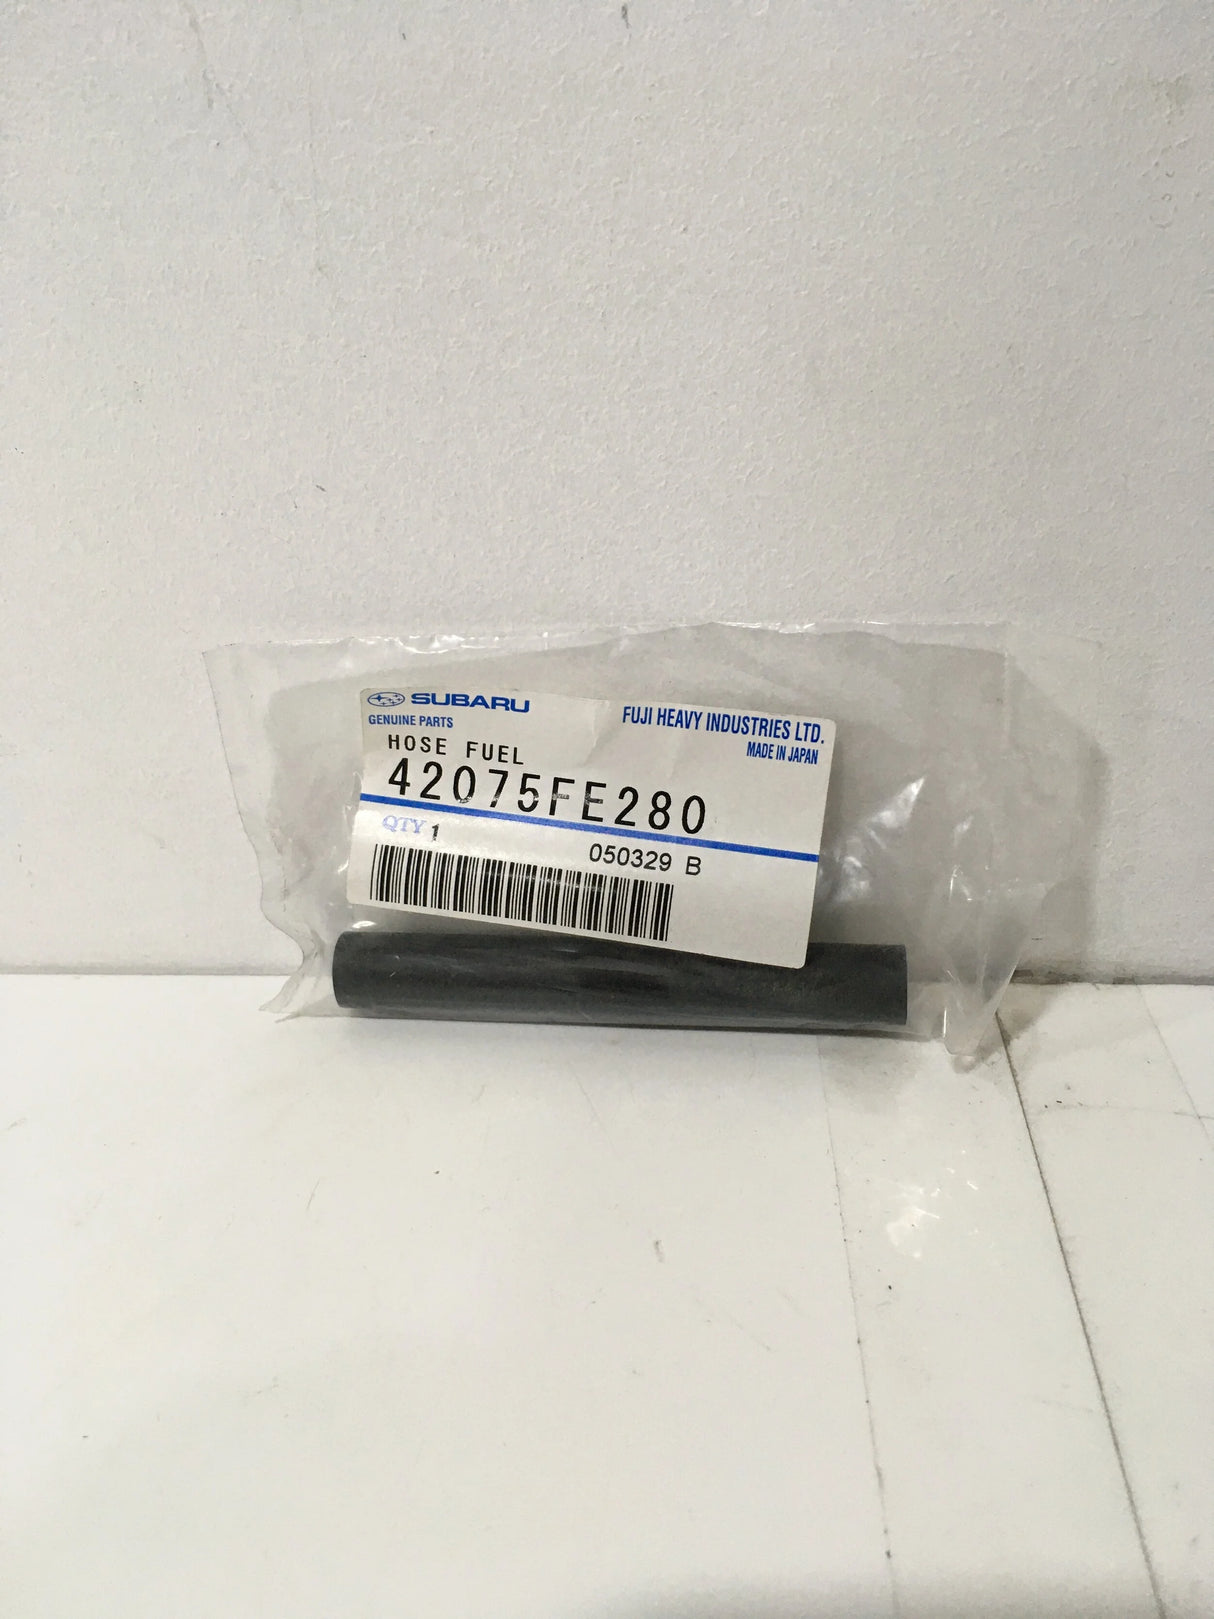 SUBARU
GENUINE PARTS
FUJI HEAVY INDUSTRIES LTD.
MADE IN JAPAN
HOSE FUEL
42075FE280
QTY 1
050329 B